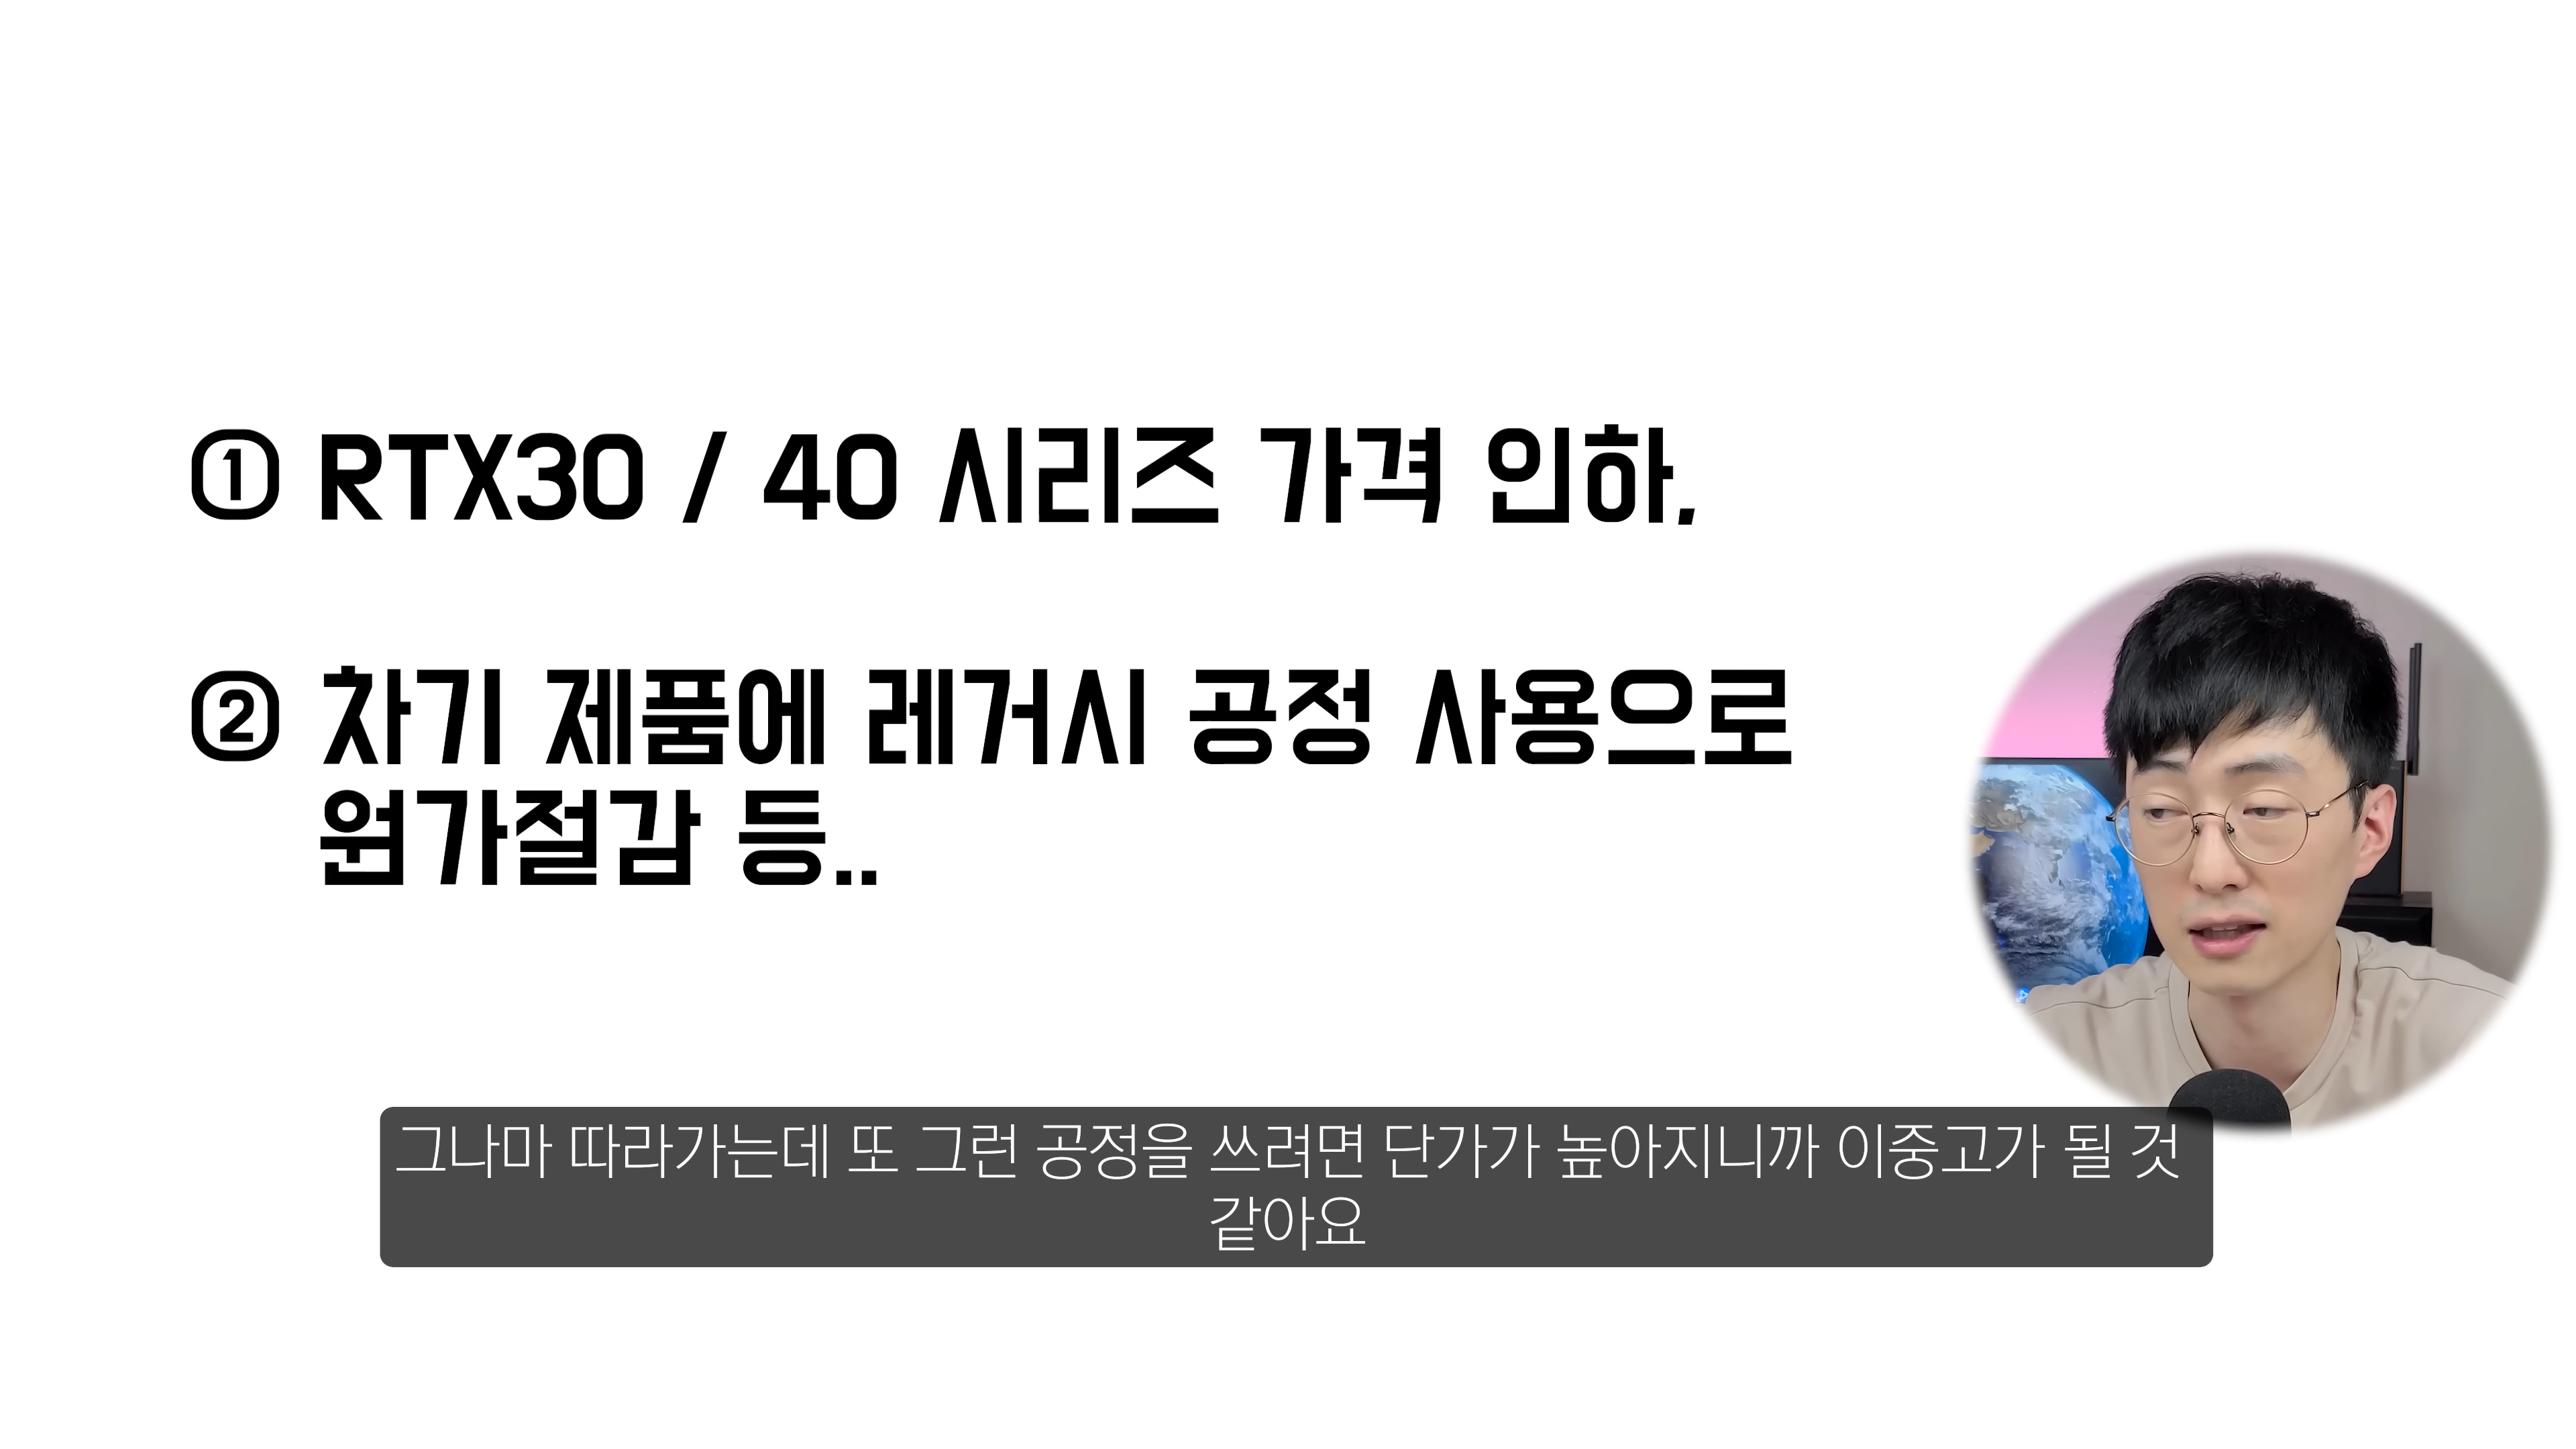 ① RTX30 / 40 시리즈 가격 인하,
② 차기 제품에 레거시 공정 사용으로
원가절감 등..
그나마 따라가는데 또 그런 공정을 쓰려면 단가가 높아지니까 이중고가 될 것
같아요